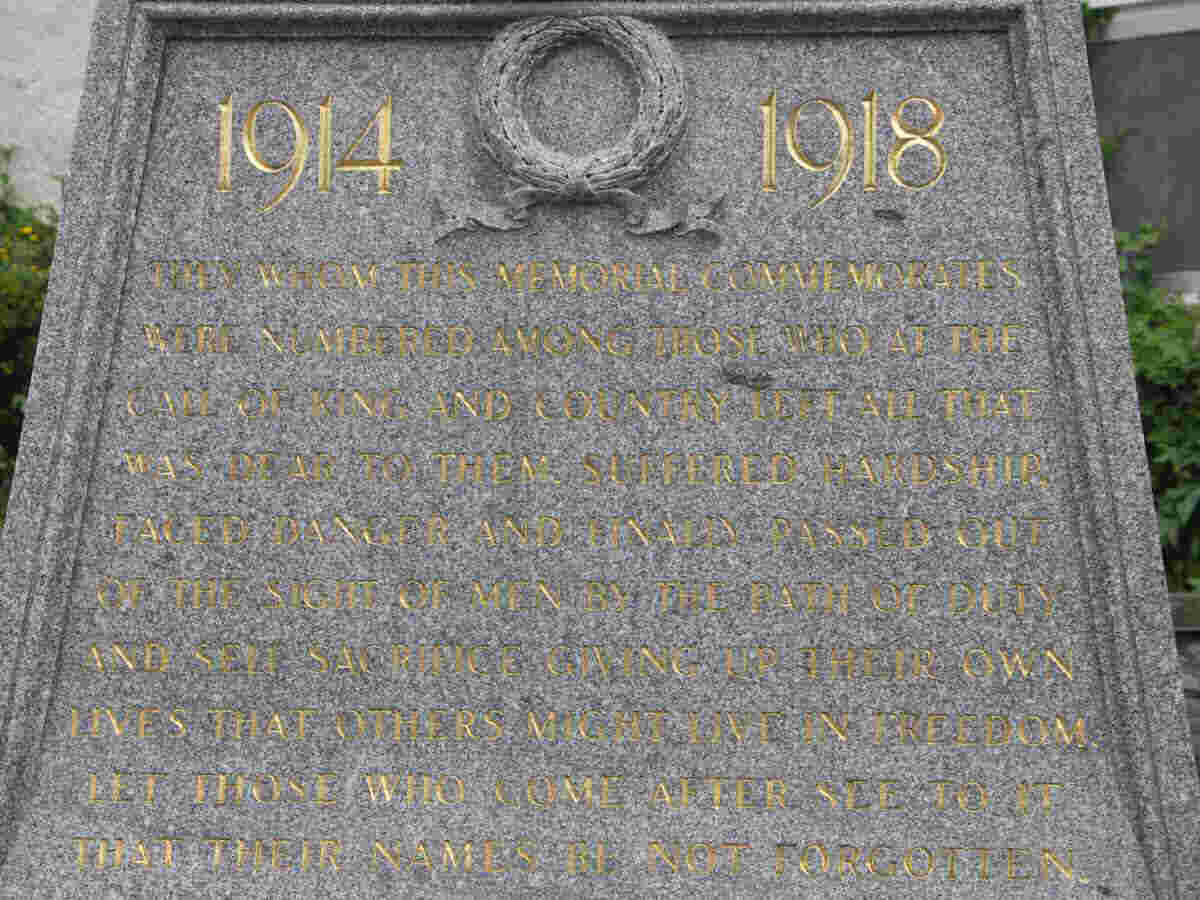 1914 1918
THEY WHOM THIS MEMORIAL COMMEMORATES
WERE NUMBERED AMONG THOSE WHO AT THE
CALL OF KING AND COUNTRY LEFT ALL THAT
WAS DEAR TO THEM, SUFFERED HARDSHIP,
FACED DANGER AND FINALLY PASSED OUT
OF THE SIGHT OF MEN BY THE PATH OF DUTY
AND SELF SACRIFICE GIVING UP THEIR OWN
LIVES THAT OTHERS MIGHT LIVE IN FREEDOM.
LET THOSE WHO COME AFTER SEE TO IT
THAT THEIR NAMES BE NOT FORGOTTEN.